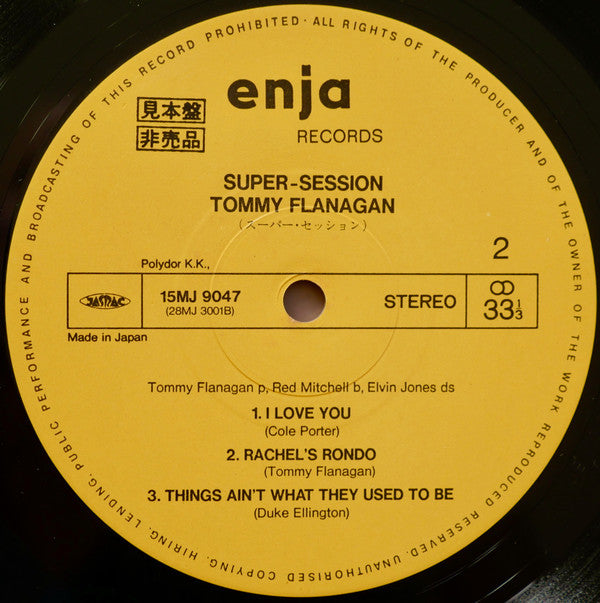 ALL RIGHTS OF THE PRODUCER AND OF THE OWNER OF THE WORK REPRODUCED RESERVED. UNAUTHORISED COPYING. HIRING. LENDING. PUBLIC PERFORMANCE AND BROADCASTING OF THIS RECORD PROHIBITED ·
enja
見本盤
非売品
RECORDS
SUPER-SESSION
TOMMY FLANAGAN
(スーパー・セッション)
2
Polydor K.K.,
JASRAC
15MJ 9047
(28MJ 3001B)
STEREO
33 1/3
Made in Japan
Tommy Flanagan p, Red Mitchell b, Elvin Jones ds
1. I LOVE YOU
(Cole Porter)
2. RACHEL'S RONDO
(Tommy Flanagan)
3. THINGS AIN'T WHAT THEY USED TO BE
(Duke Ellington)